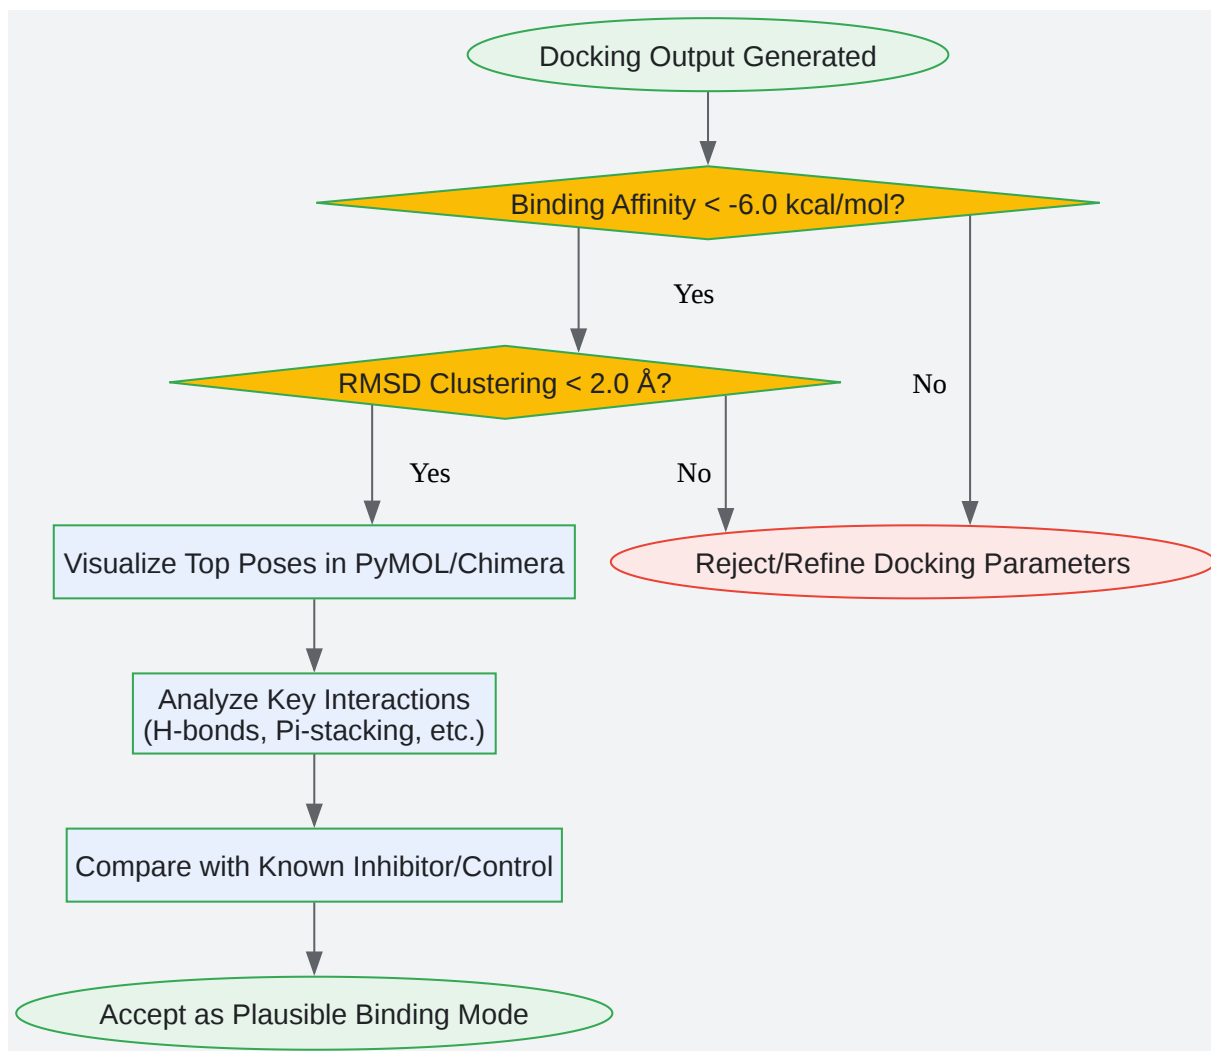 Docking Output Generated
Binding Affinity < -6.0 kcal/mol?
Yes
RMSD Clustering < 2.0 Å?
No
Yes
No
Visualize Top Poses in PyMOL/Chimera
Reject/Refine Docking Parameters
Analyze Key Interactions
(H-bonds, Pi-stacking, etc.)
Compare with Known Inhibitor/Control
Accept as Plausible Binding Mode